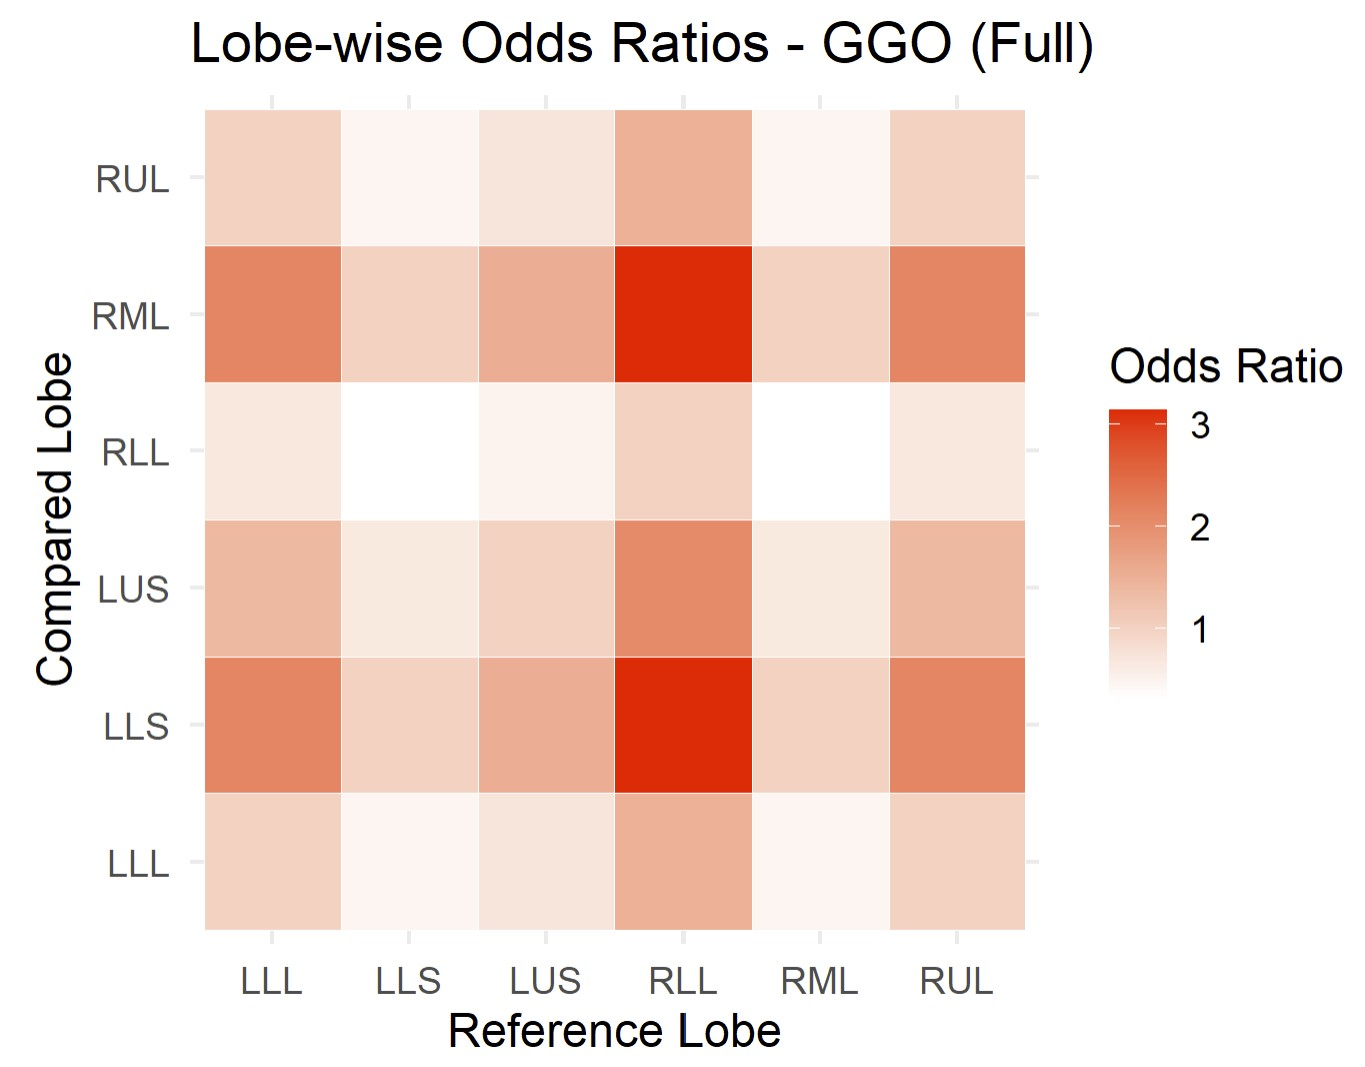 Lobe-wise Odds Ratios - GGO (Full)
Compared Lobe
RUL
RML
RLL
LUS
LLS
LLL
LLL LLS LUS RLL RML RUL
Reference Lobe
Odds Ratio
3
2
1